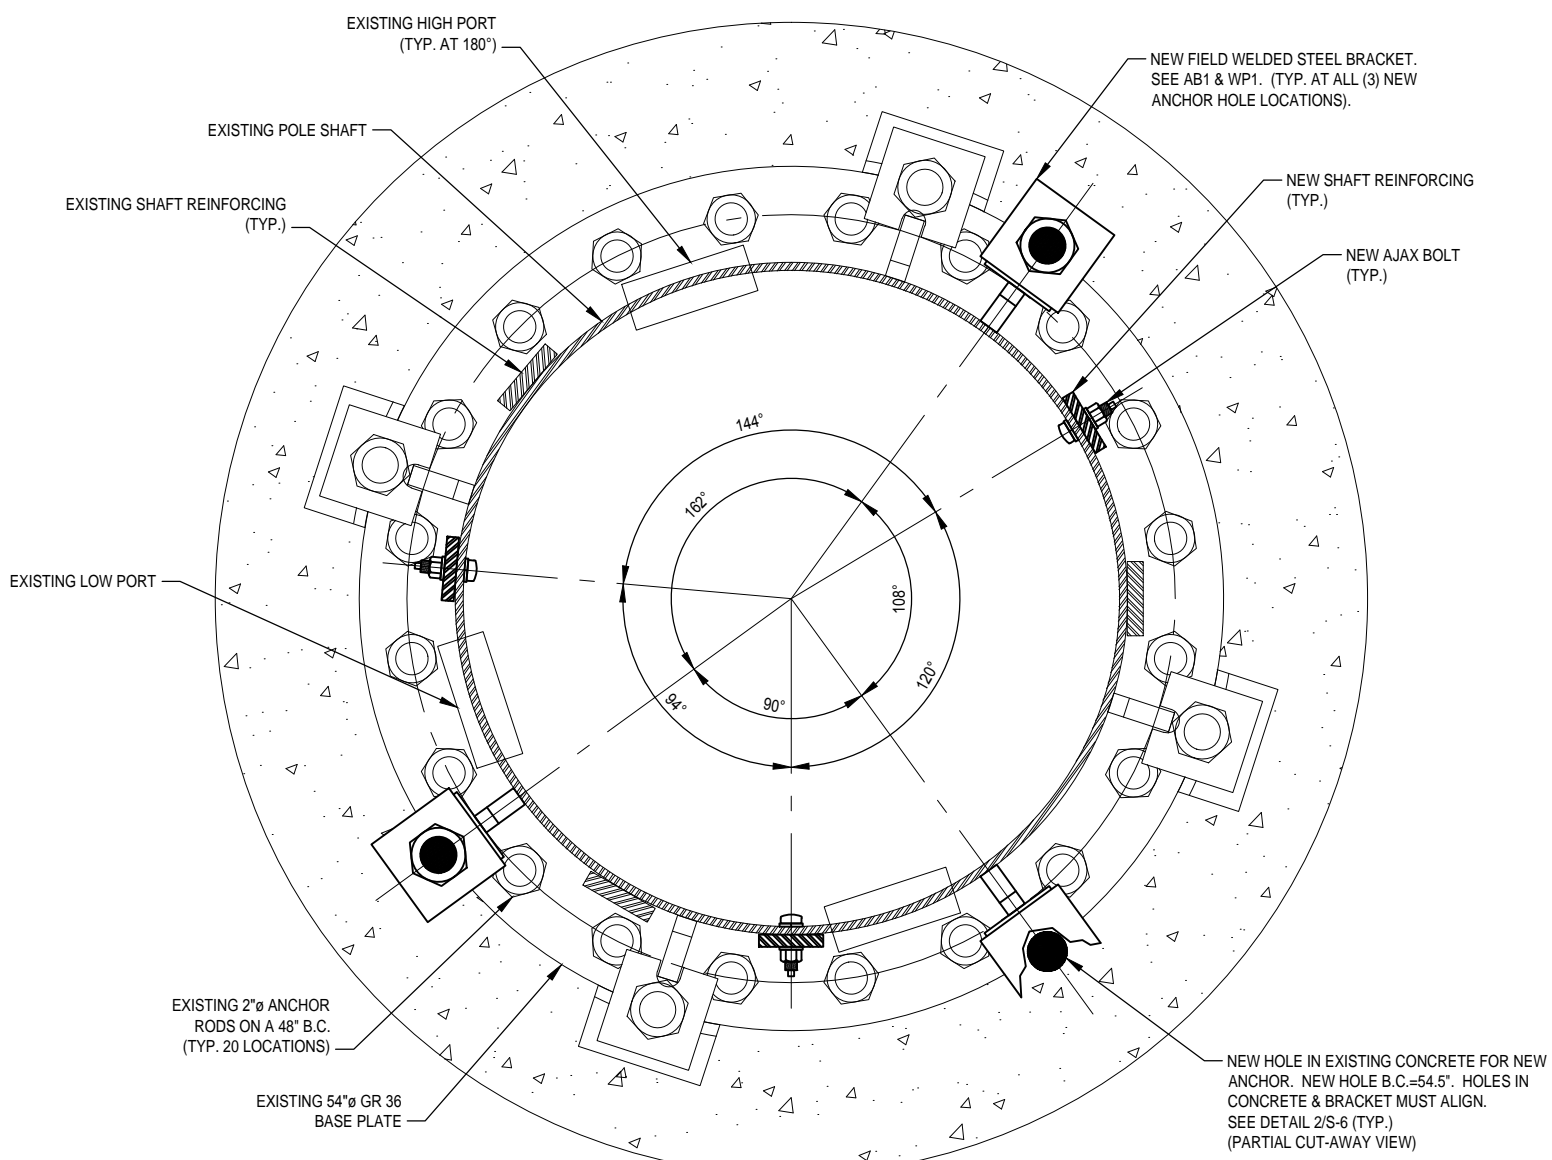 EXISTING HIGH PORT
(TYP. AT 180°)
NEW FIELD WELDED STEEL BRACKET.
SEE AB1 & WP1. (TYP. AT ALL (3) NEW
ANCHOR HOLE LOCATIONS).
EXISTING POLE SHAFT
NEW SHAFT REINFORCING
(TYP.)
EXISTING SHAFT REINFORCING
(TYP.)
NEW AJAX BOLT
(TYP.)
144°
162°
108°
EXISTING LOW PORT
120°
94°
90°
EXISTING 2"ø ANCHOR
RODS ON A 48" B.C.
(TYP. 20 LOCATIONS)
NEW HOLE IN EXISTING CONCRETE FOR NEW
ANCHOR. NEW HOLE B.C.=54.5". HOLES IN
CONCRETE & BRACKET MUST ALIGN.
SEE DETAIL 2/S-6 (TYP.)
(PARTIAL CUT-AWAY VIEW)
EXISTING 54"ø GR 36
BASE PLATE